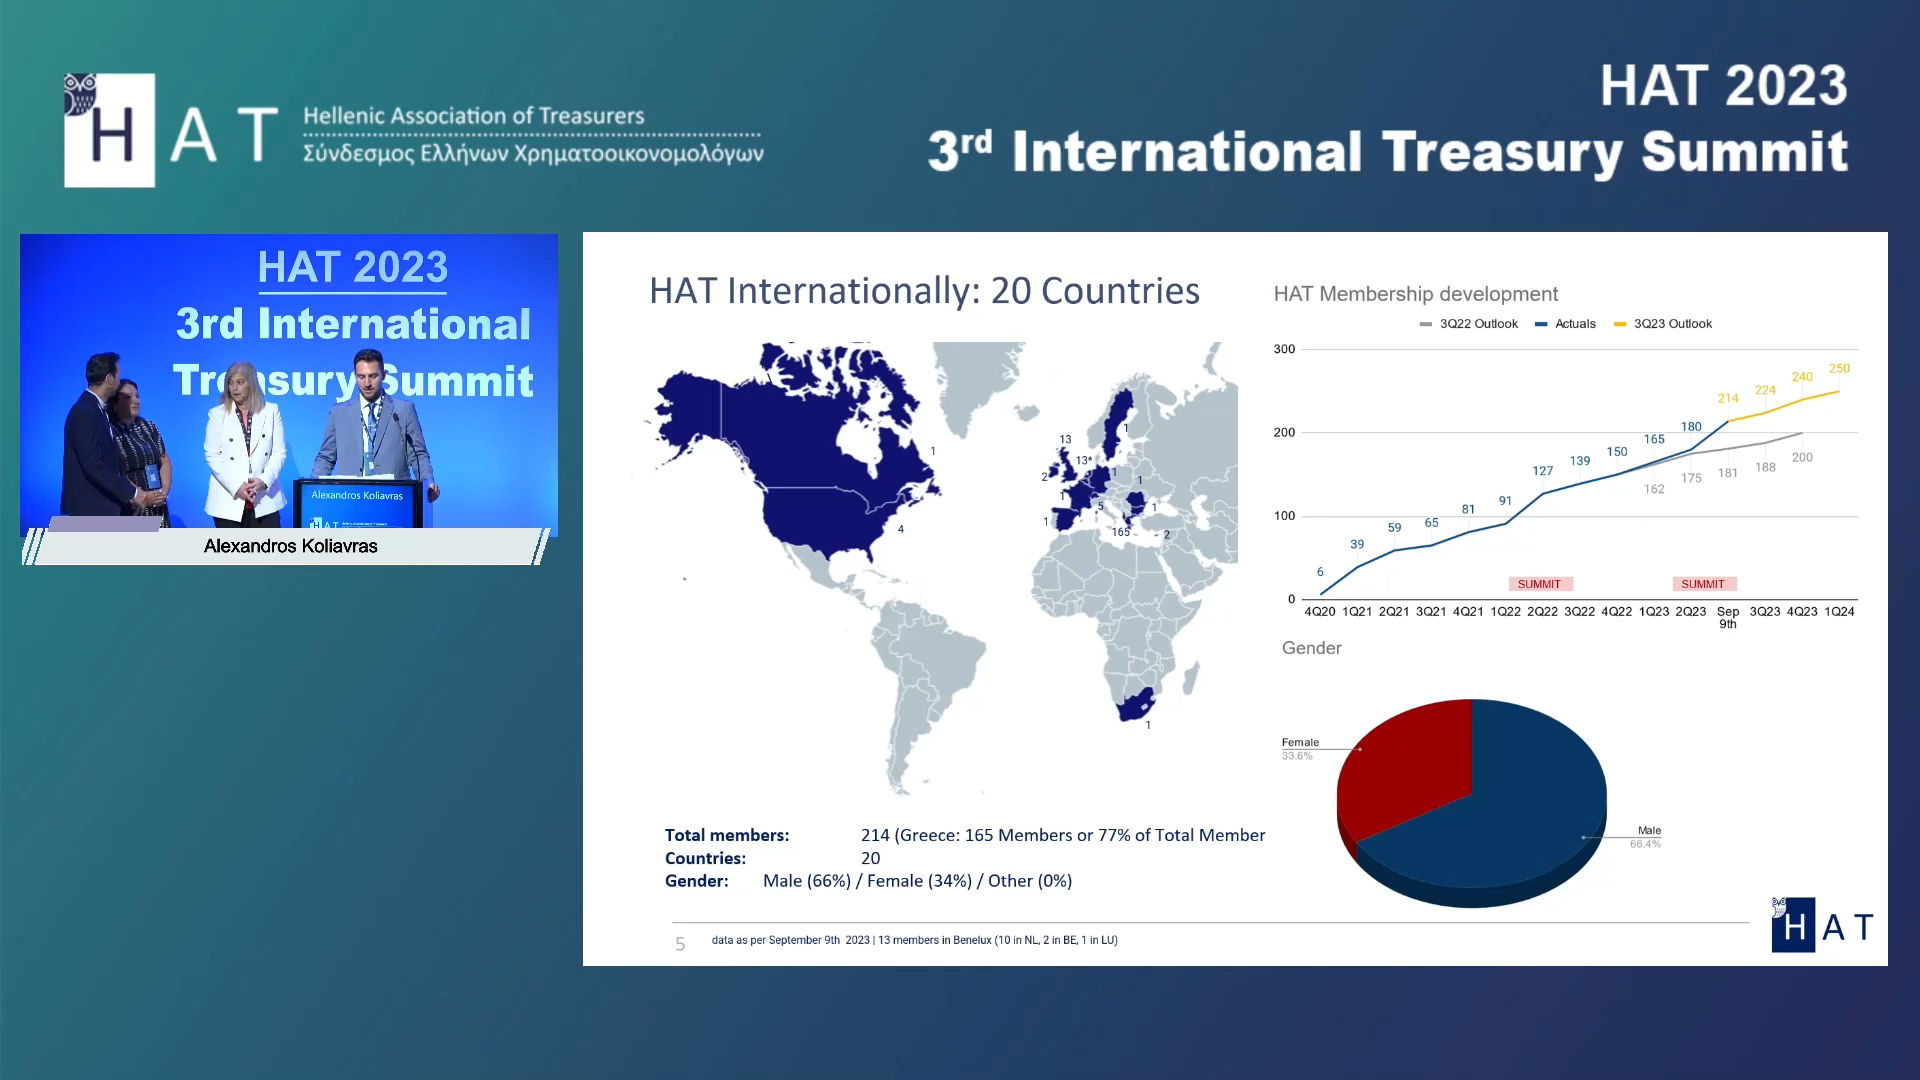 H A T
Hellenic Association of Treasurers
Σύνδεσμος Ελλήνων Χρηματοοικονομολόγων
HAT 2023
3rd International Treasury Summit
HAT 2023
3rd International
Treasury Summit
Alexandros Koliavras
H A T
Alexandros Koliavras
HAT Internationally: 20 Countries
1
13
13*
1
2
1
1
1
5
1
1
165
2
4
1
Total members: 214 (Greece: 165 Members or 77% of Total Member
Countries: 20
Gender: Male (66%) / Female (34%) / Other (0%)
5
data as per September 9th 2023 | 13 members in Benelux (10 in NL, 2 in BE, 1 in LU)
HAT Membership development
3Q22 Outlook Actuals 3Q23 Outlook
300
200
100
0
6 39 59 65 81 91 127 139 150 165 180
214 224 240 250
162 175 181 188 200
SUMMIT SUMMIT
4Q20 1Q21 2Q21 3Q21 4Q21 1Q22 2Q22 3Q22 4Q22 1Q23 2Q23 Sep 3Q23 4Q23 1Q24
9th
Gender
Female
33.6%
Male
66.4%
H A T